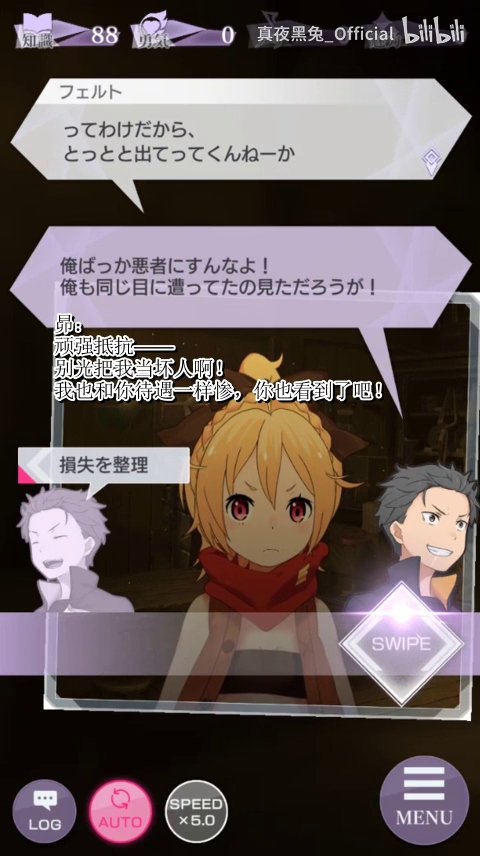 知識 88 勇気 0 真夜黑兔_Official bilibili
フェルト
ってわけだから、
とっとと出てってくんねーか
俺ばっか悪者にすんなよ！
俺も同じ目に遭ってたの見ただろうが！
昴:
顽强抵抗——
别光把我当坏人啊！
我也和你待遇一样惨，你也看到了吧！
損失を整理
SWIPE
LOG
AUTO
SPEED
×5.0
MENU